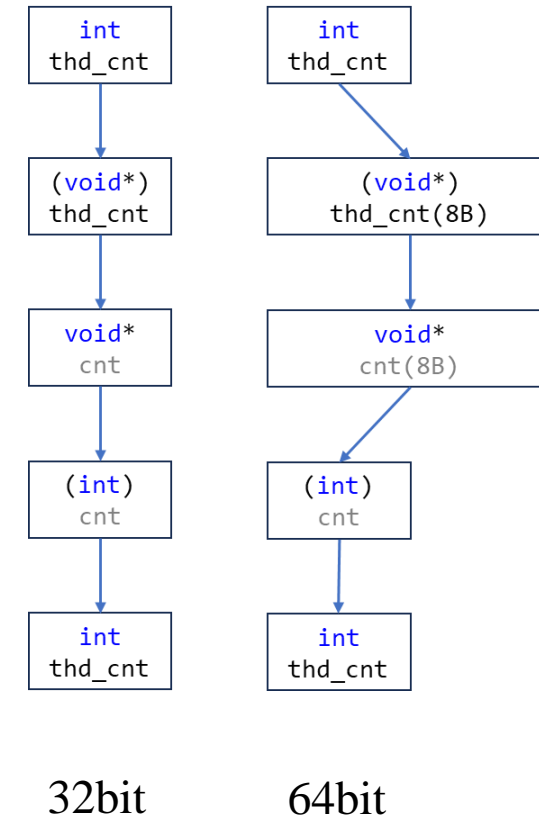 int
thd_cnt
(void*)
thd_cnt
void*
cnt
(int)
cnt
int
thd_cnt
32bit
int
thd_cnt
(void*)
thd_cnt(8B)
void*
cnt(8B)
(int)
cnt
int
thd_cnt
64bit